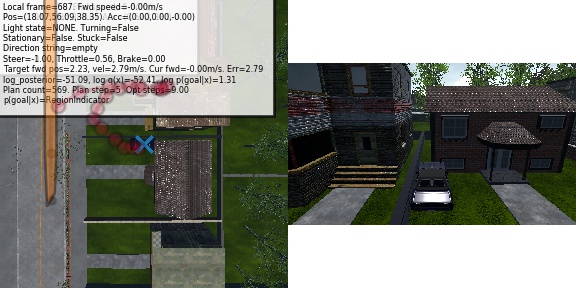 Local frame=687: Fwd speed=-0.00m/s
Pos=(18.07,56.09,38.35). Acc=(0.00,0.00,-0.00)
Light state=NONE. Turning=False
Stationary=False. Stuck=False
Direction string=empty
Steer=-1.00, Throttle=0.56, Brake=0.00
Target fwd pos=2.23, vel=2.79m/s. Cur fwd=-0.00m/s. Err=2.79
log_posterior=-51.09, log q(x)=-52.41, log p(goal|x)=1.31
Plan count=569. Plan step=5. Opt steps=9.00
p(goal|x)=RegionIndicator